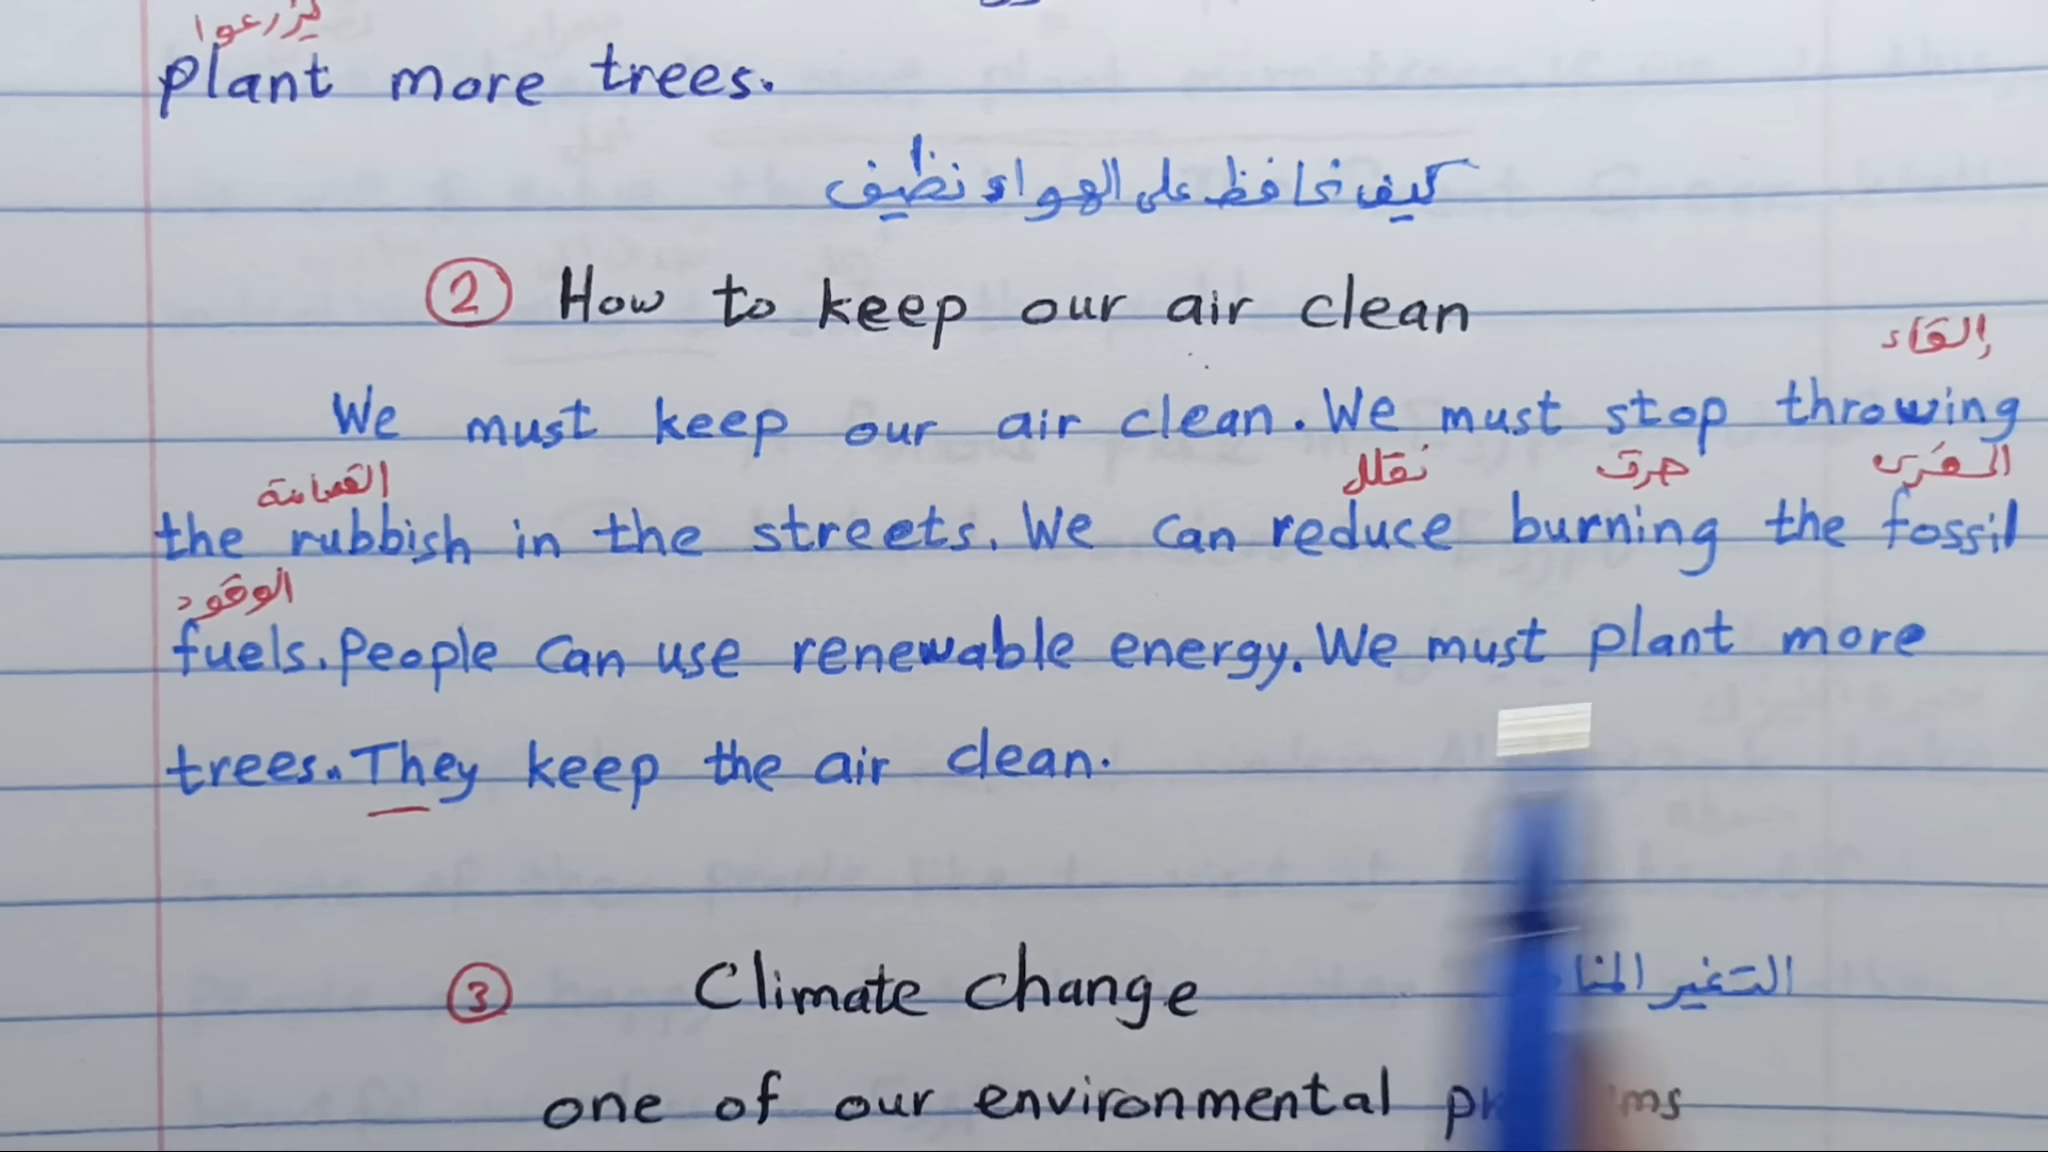 يزرعوا
plant more trees.
كيف نحافظ على الهواء نظيف
2 How to keep our air clean
إلقاء
We must keep our air clean. We must stop throwing
القمامة نقلل حرق
the rubbish in the streets. We can reduce burning the fossil
الوقود
fuels. People can use renewable energy. We must plant more
trees. They keep the air clean.
3 Climate change التغير
one of our environmental